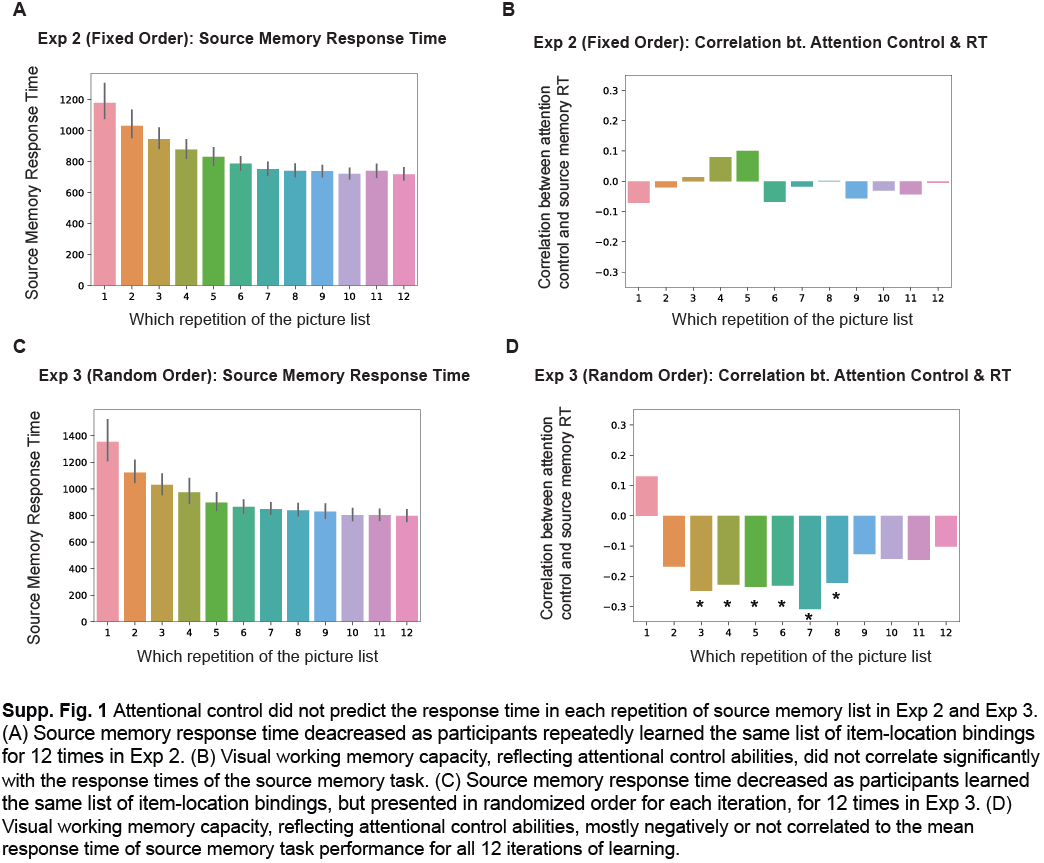 A
Exp 2 (Fixed Order): Source Memory Response Time
Source Memory Response Time
1200
1000
800
600
400
200
0
1 2 3 4 5 6 7 8 9 10 11 12
Which repetition of the picture list
B
Exp 2 (Fixed Order): Correlation bt. Attention Control & RT
Correlation between attention
control and source memory RT
0.3
0.2
0.1
0.0
−0.1
−0.2
−0.3
1 2 3 4 5 6 7 8 9 10 11 12
Which repetition of the picture list
C
Exp 3 (Random Order): Source Memory Response Time
Source Memory Response Time
1400
1200
1000
800
600
400
200
0
1 2 3 4 5 6 7 8 9 10 11 12
Which repetition of the picture list
D
Exp 3 (Random Order): Correlation bt. Attention Control & RT
Correlation between attention
control and source memory RT
0.3
0.2
0.1
0.0
−0.1
−0.2
−0.3
* * * * * *
1 2 3 4 5 6 7 8 9 10 11 12
Which repetition of the picture list
Supp. Fig. 1 Attentional control did not predict the response time in each repetition of source memory list in Exp 2 and Exp 3.
(A) Source memory response time deacreased as participants repeatedly learned the same list of item-location bindings
for 12 times in Exp 2. (B) Visual working memory capacity, reflecting attentional control abilities, did not correlate significantly
with the response times of the source memory task. (C) Source memory response time decreased as participants learned
the same list of item-location bindings, but presented in randomized order for each iteration, for 12 times in Exp 3. (D)
Visual working memory capacity, reflecting attentional control abilities, mostly negatively or not correlated to the mean
response time of source memory task performance for all 12 iterations of learning.